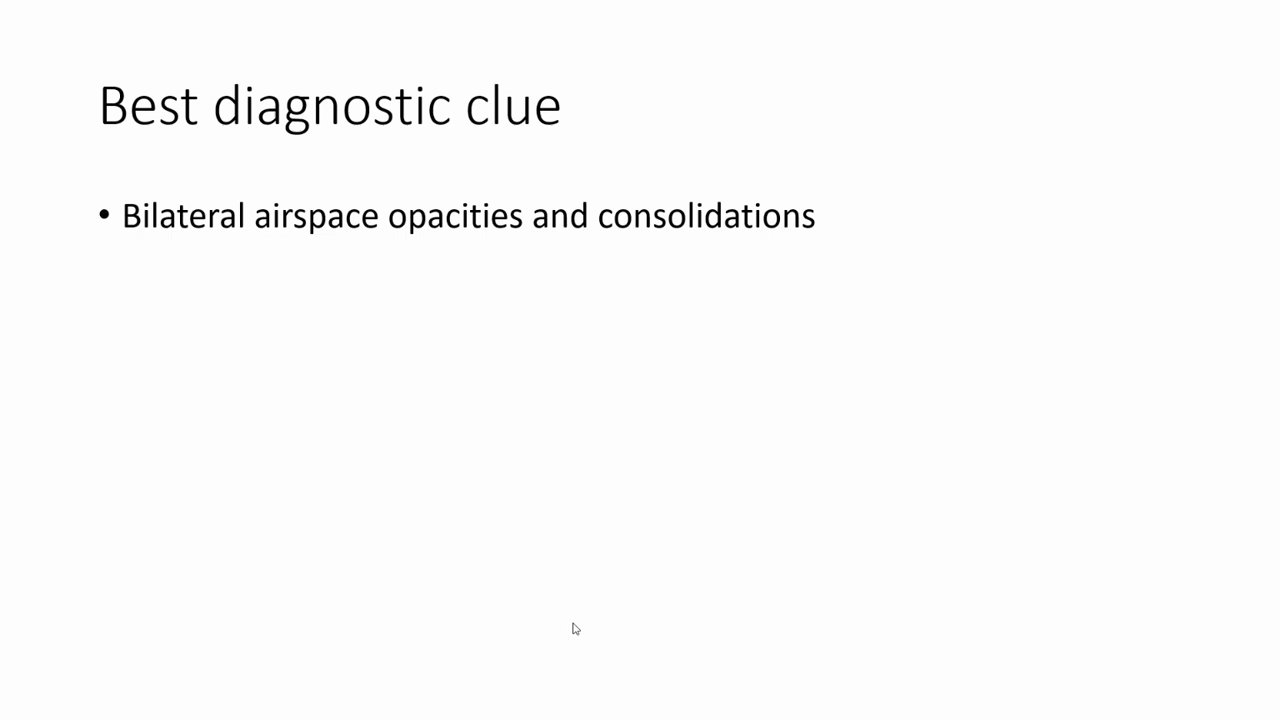 Best diagnostic clue
• Bilateral airspace opacities and consolidations